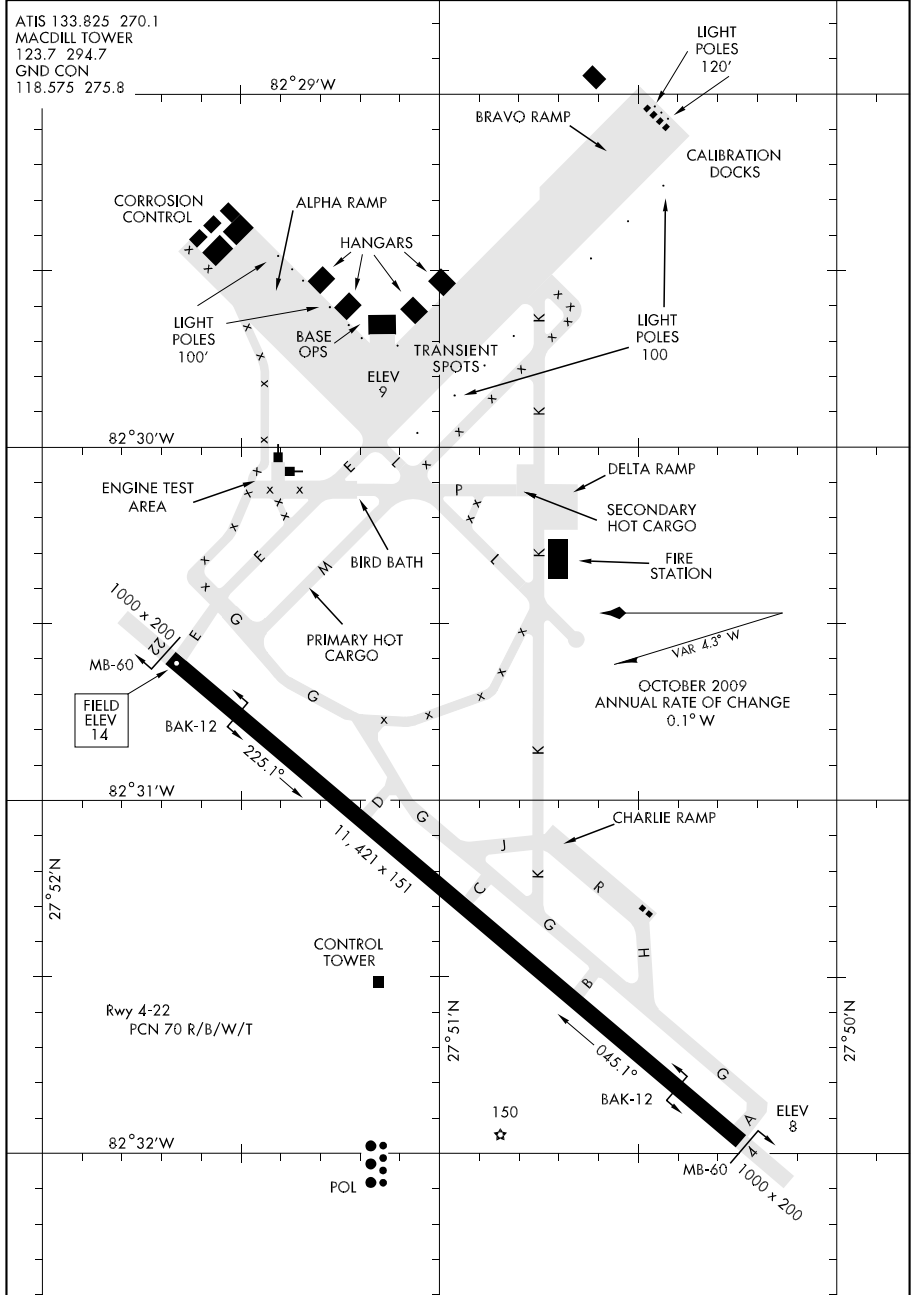 ATIS 133.825 270.1
MACDILL TOWER
123.7 294.7
GND CON
118.575 275.8
82°29'W
LIGHT
POLES
120'
BRAVO RAMP
CALIBRATION
DOCKS
CORROSION
CONTROL
ALPHA RAMP
HANGARS
LIGHT
POLES
100'
BASE
OPS
TRANSIENT
SPOTS
ELEV
9
LIGHT
POLES
100
K
K
82°30'W
E
L
ENGINE TEST
AREA
P
DELTA RAMP
SECONDARY
HOT CARGO
BIRD BATH
E
M
L
K
FIRE
STATION
1000 x 200
22
E
G
PRIMARY HOT
CARGO
MB-60
VAR 4.3° W
FIELD
ELEV
14
G
OCTOBER 2009
ANNUAL RATE OF CHANGE
0.1° W
BAK-12
225.1°
K
82°31'W
D
G
CHARLIE RAMP
11,421 x 151
J
27°52'N
C
K
R
G
H
CONTROL
TOWER
B
Rwy 4-22
PCN 70 R/B/W/T
27°51'N
27°50'N
045.1°
G
BAK-12
150
A
ELEV
8
82°32'W
4
MB-60
1000 x 200
POL